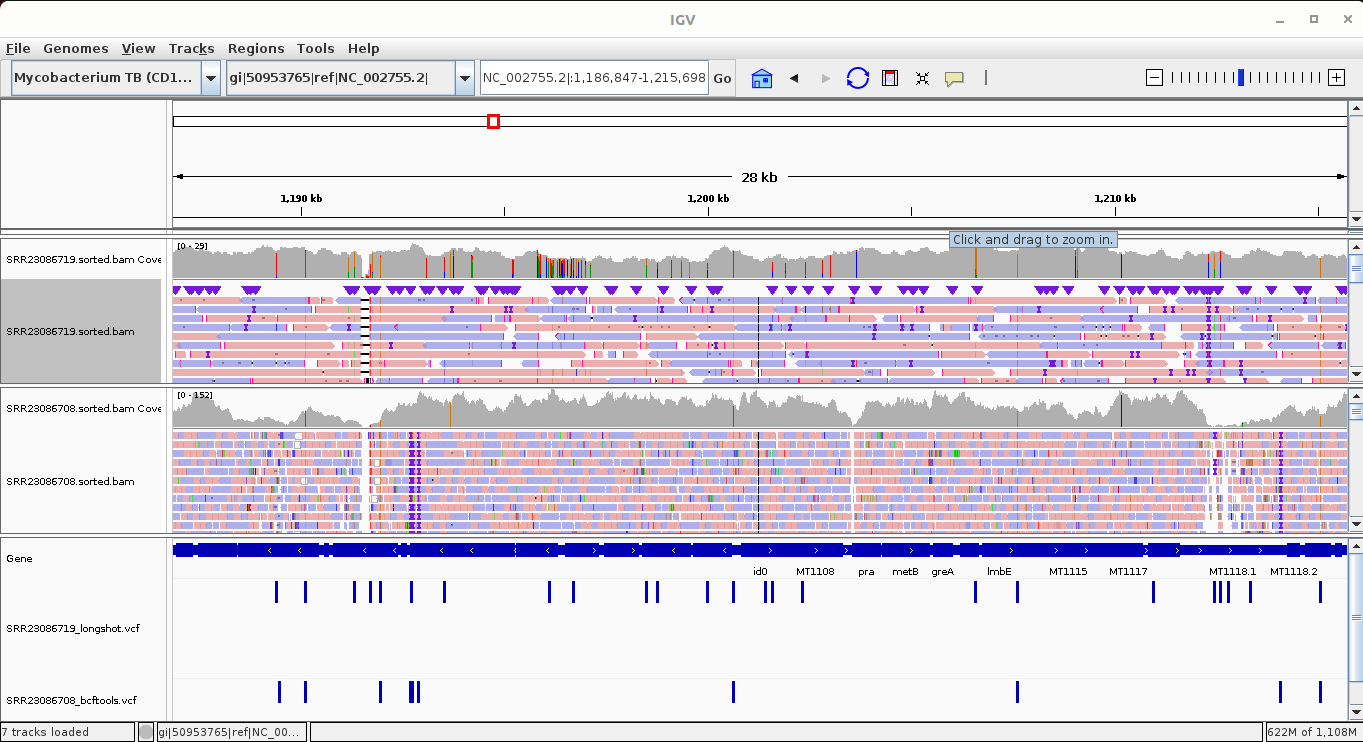 IGV
File Genomes View Tracks Regions Tools Help
Mycobacterium TB (CD1... gi|50953765|ref|NC_002755.2| NC_002755.2|:1,186,847-1,215,698 Go
28 kb
1,190 kb 1,200 kb 1,210 kb
Click and drag to zoom in.
[0 - 29]
SRR23086719.sorted.bam Cove
SRR23086719.sorted.bam
[0 - 152]
SRR23086708.sorted.bam Cove
SRR23086708.sorted.bam
Gene
id0 MT1108 pra metB greA lmbE MT1115 MT1117 MT1118.1 MT1118.2
SRR23086719_longshot.vcf
SRR23086708_bcftools.vcf
7 tracks loaded gi|50953765|ref|NC_00... 622M of 1,108M